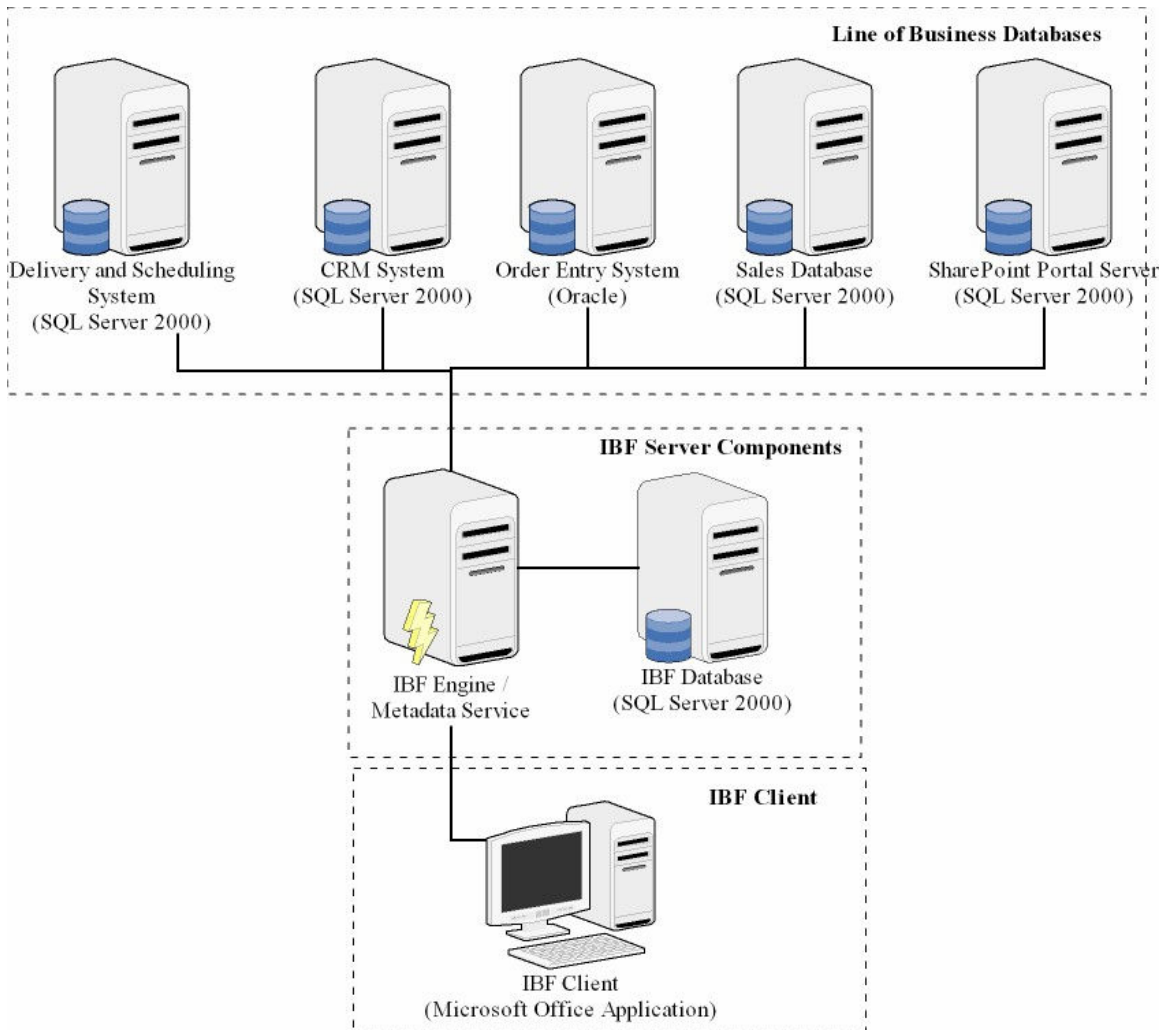 Line of Business Databases
Delivery and Scheduling
System
(SQL Server 2000)
CRM System
(SQL Server 2000)
Order Entry System
(Oracle)
Sales Database
(SQL Server 2000)
SharePoint Portal Server
(SQL Server 2000)
IBF Server Components
IBF Engine /
Metadata Service
IBF Database
(SQL Server 2000)
IBF Client
IBF Client
(Microsoft Office Application)